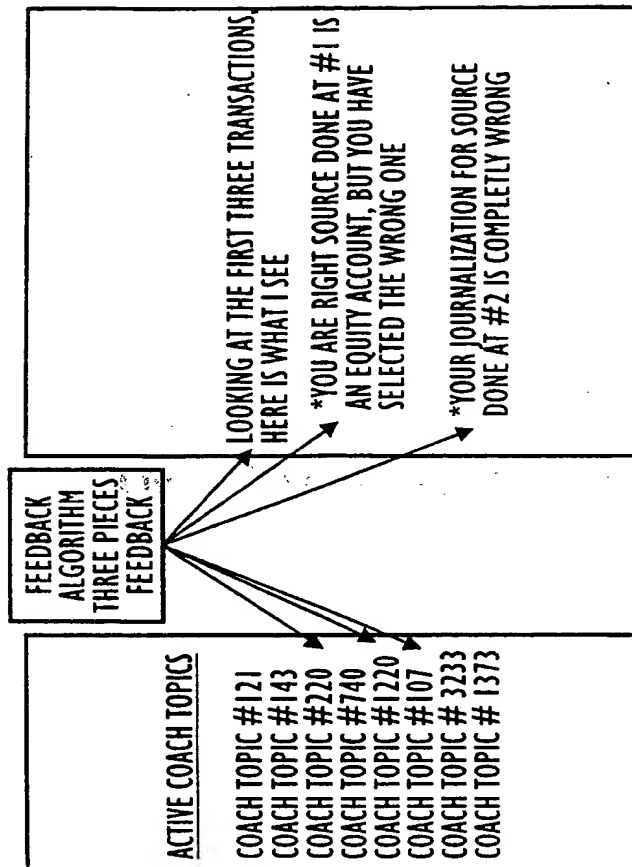 ACTIVE COACH TOPICS
COACH TOPIC #121
COACH TOPIC #143
COACH TOPIC #220
COACH TOPIC #740
COACH TOPIC #1220
COACH TOPIC #107
COACH TOPIC # 3233
COACH TOPIC # 1373
FEEDBACK
ALGORITHM
THREE PIECES
FEEDBACK
LOOKING AT THE FIRST THREE TRANSACTIONS,
HERE IS WHAT I SEE
*YOU ARE RIGHT SOURCE DONE AT #1 IS
AN EQUITY ACCOUNT, BUT YOU HAVE
SELECTED THE WRONG ONE
*YOUR JOURNALIZATION FOR SOURCE
DONE AT #2 IS COMPLETLY WRONG